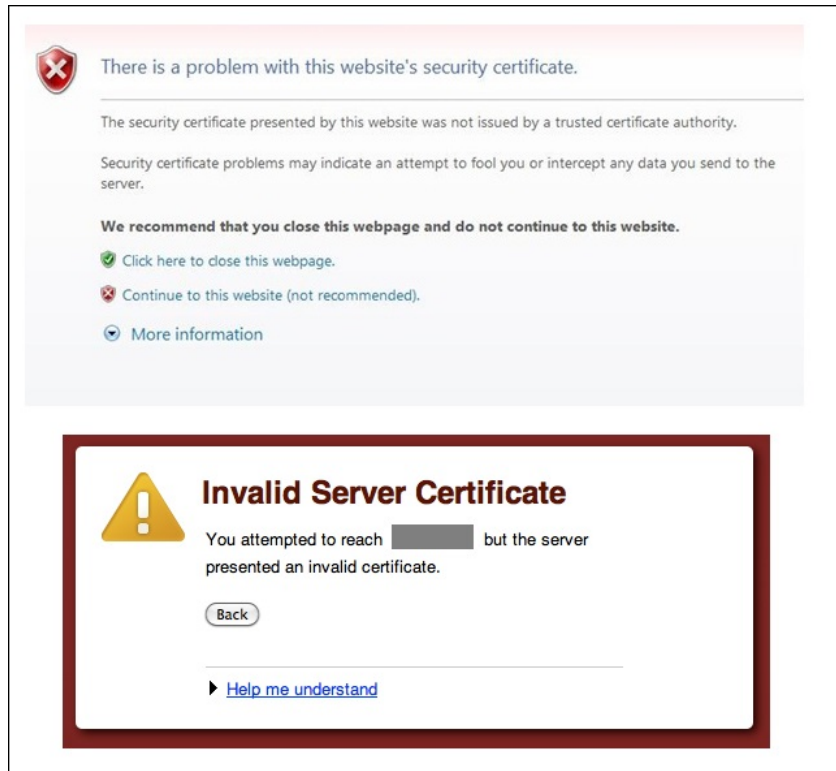 There is a problem with this website's security certificate.
The security certificate presented by this website was not issued by a trusted certificate authority.
Security certificate problems may indicate an attempt to fool you or intercept any data you send to the
server.
We recommend that you close this webpage and do not continue to this website.
Click here to close this webpage.
Continue to this website (not recommended).
More information
Invalid Server Certificate
You attempted to reach but the server
presented an invalid certificate.
Back
Help me understand